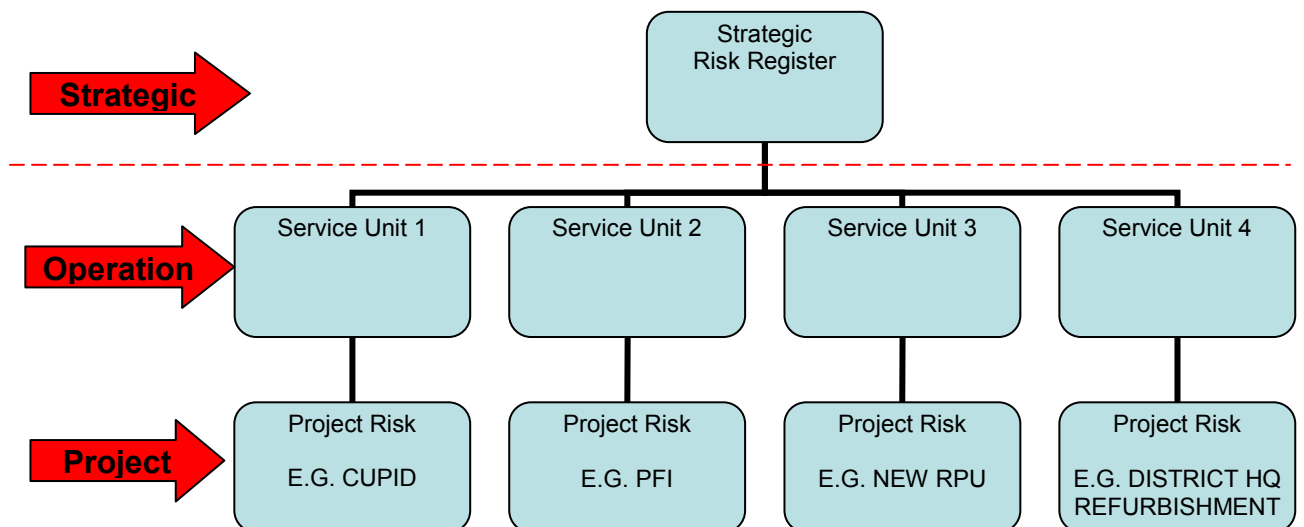 Strategic
Risk Register
Strategic
Service Unit 1
Service Unit 2
Service Unit 3
Service Unit 4
Operation
Project Risk
E.G. CUPID
Project Risk
E.G. PFI
Project Risk
E.G. NEW RPU
Project Risk
E.G. DISTRICT HQ
REFURBISHMENT
Project